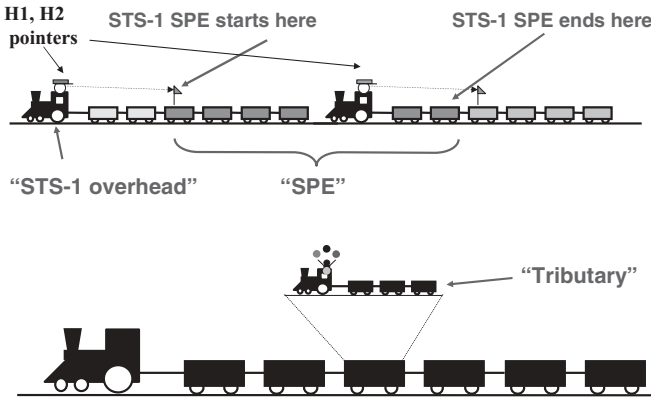 H1, H2
pointers
STS-1 SPE starts here
STS-1 SPE ends here
“STS-1 overhead”
“SPE”
“Tributary”